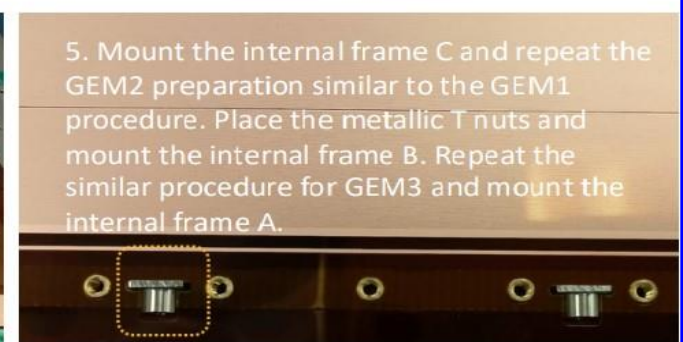 5. Mount the internal frame C and repeat the
GEM2 preparation similar to the GEM1
procedure. Place the metallic T nuts and
mount the internal frame B. Repeat the
similar procedure for GEM3 and mount the
internal frame A.